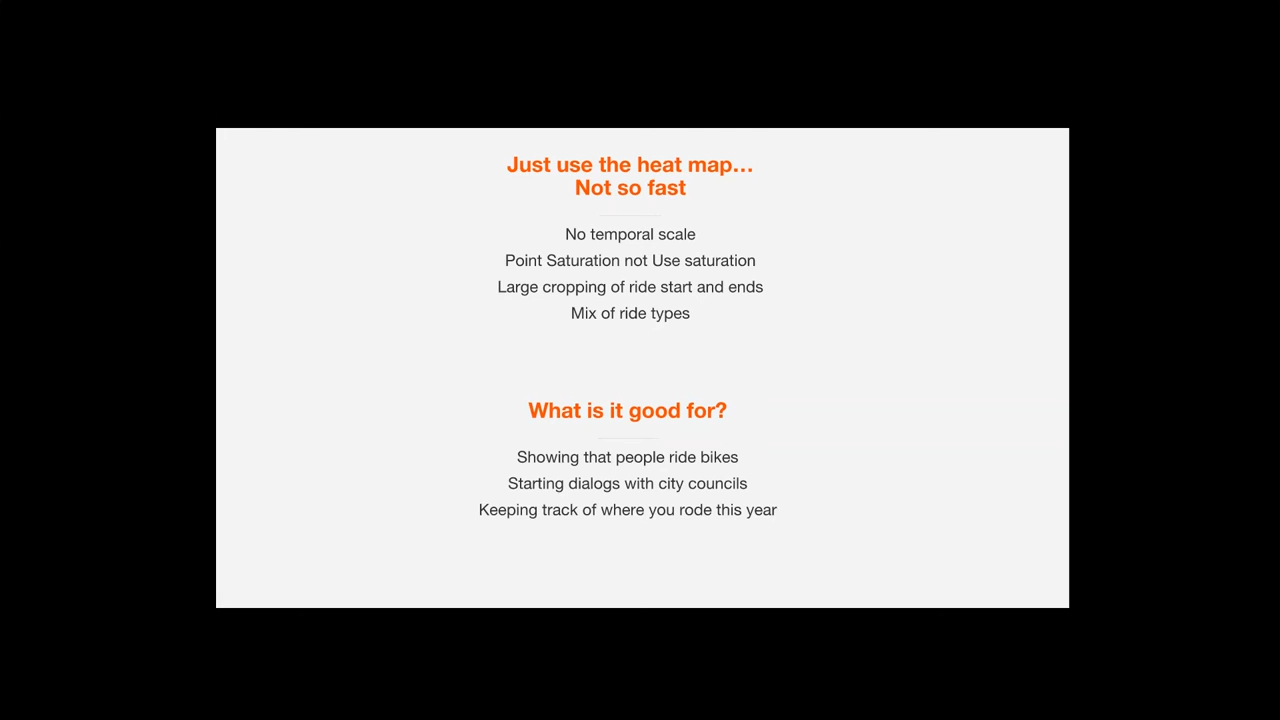 Just use the heat map…
Not so fast
No temporal scale
Point Saturation not Use saturation
Large cropping of ride start and ends
Mix of ride types
What is it good for?
Showing that people ride bikes
Starting dialogs with city councils
Keeping track of where you rode this year